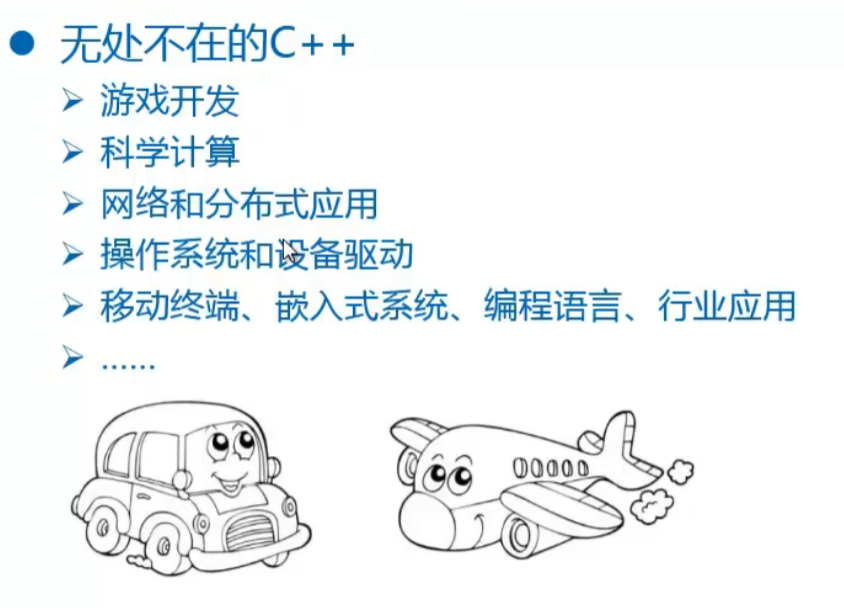 无处不在的C++
游戏开发
科学计算
网络和分布式应用
操作系统和设备驱动
移动终端、嵌入式系统、编程语言、行业应用
……